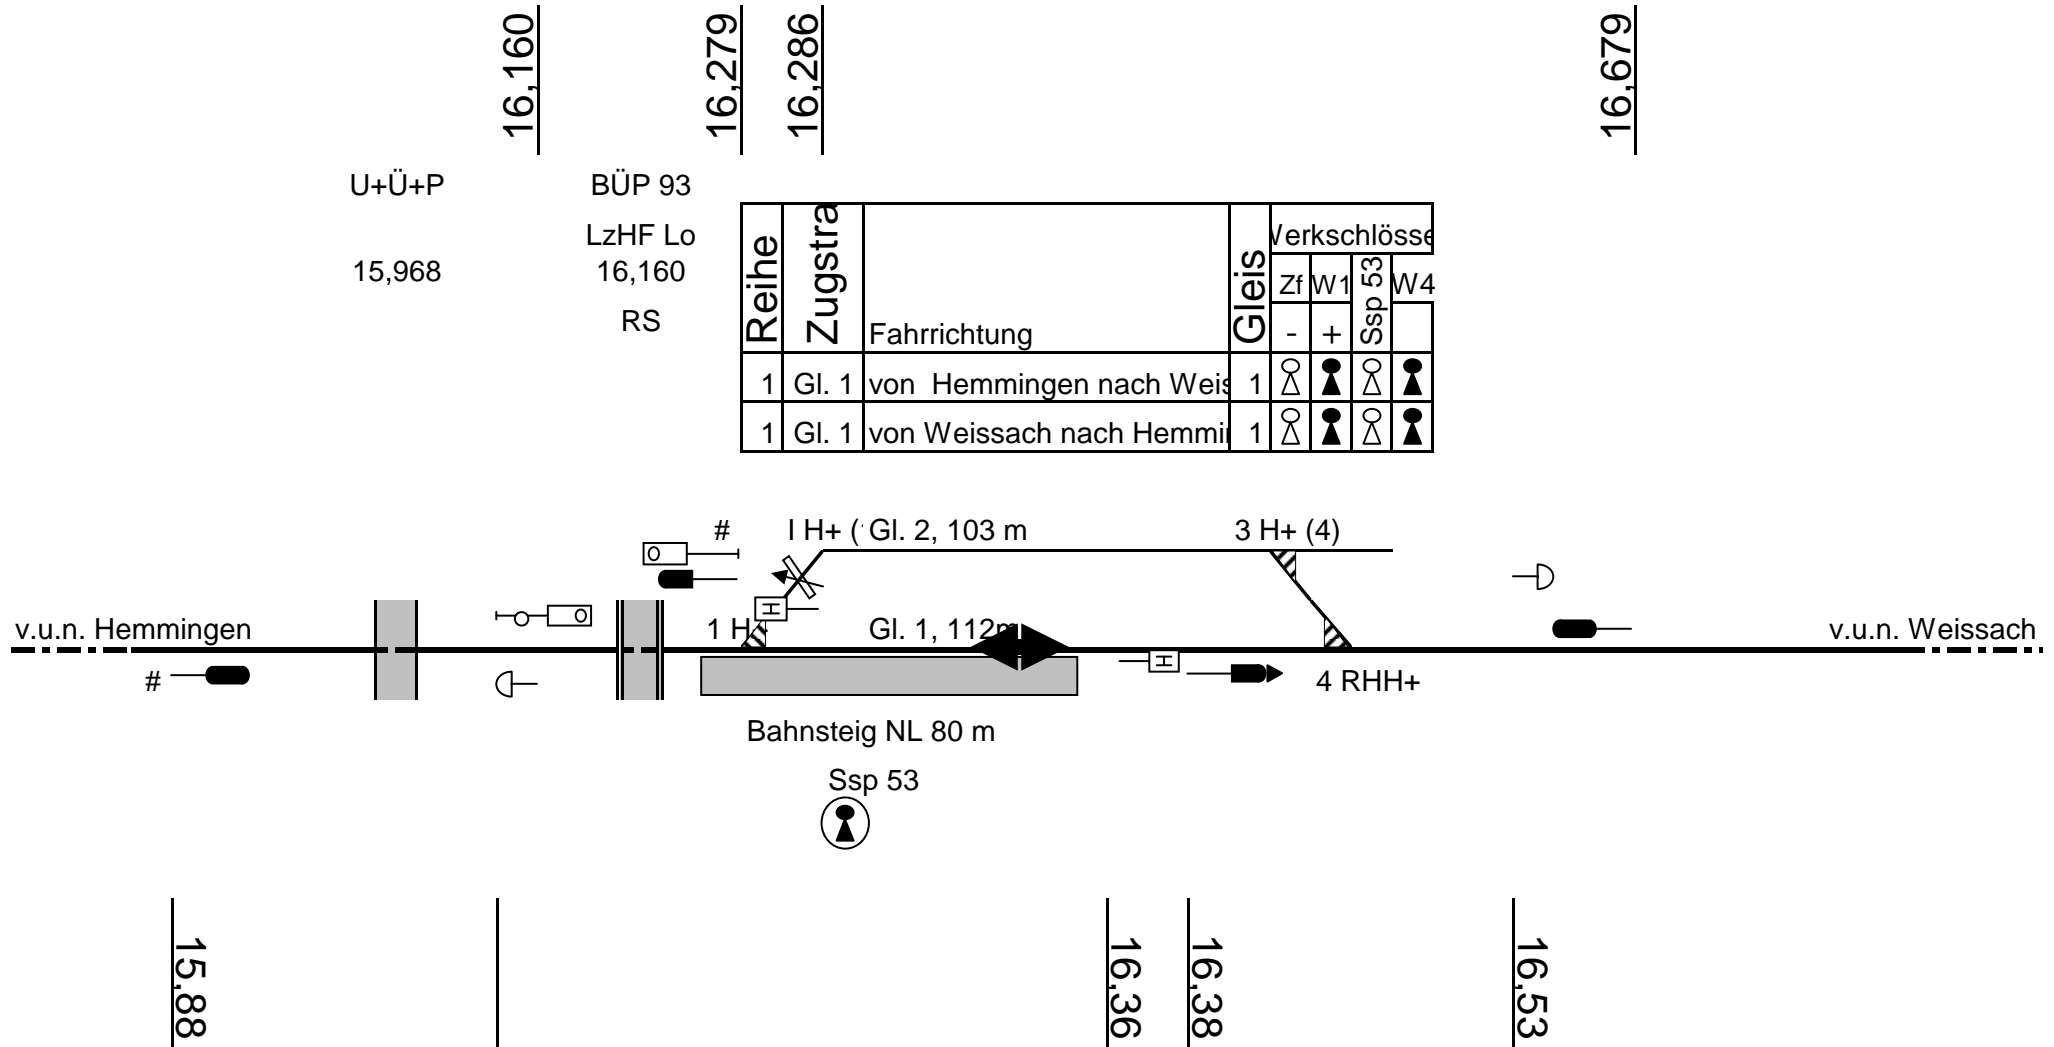 16,160
16,279
16,286
16,679
U+Ü+P
BÜP 93
LzHF Lo
15,968
16,160
RS
Reihe
Zugstra
Fahrrichtung
Gleis
Verkschlösse
Zf
W1
Ssp 53
W4
-
+
1 Gl. 1 von Hemmingen nach Weis 1
1 Gl. 1 von Weissach nach Hemmin 1
#
I H+ (
Gl. 2, 103 m
3 H+ (4)
H
v.u.n. Hemmingen
1 H
Gl. 1, 112m
v.u.n. Weissach
H
#
4 RHH+
Bahnsteig NL 80 m
Ssp 53
15,88
16,36
16,38
16,53